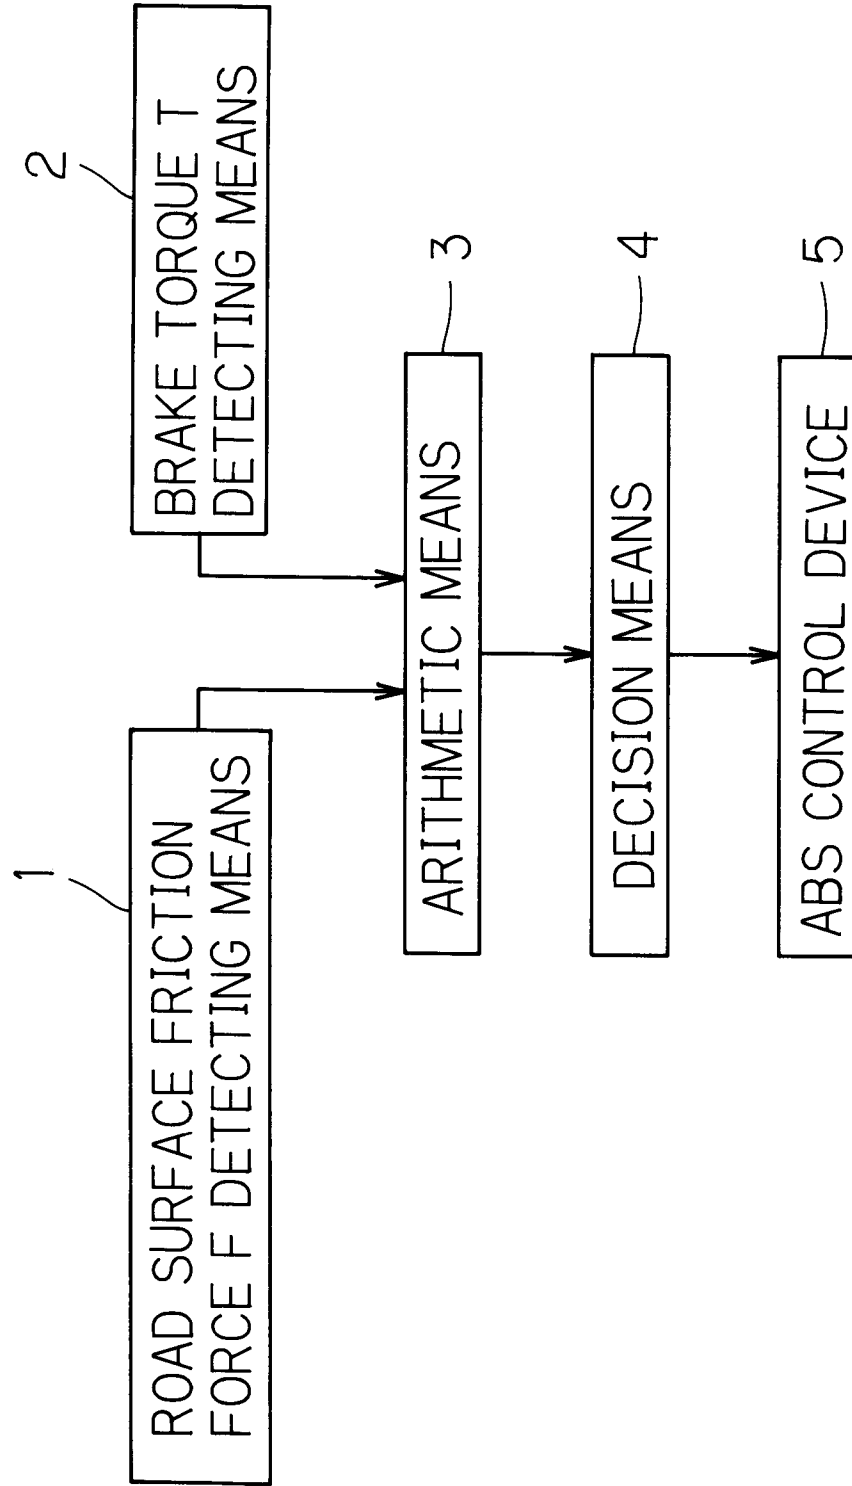 1
ROAD SURFACE FRICTION
FORCE F DETECTING MEANS
2
BRAKE TORQUE T
DETECTING MEANS
3
ARITHMETIC MEANS
4
DECISION MEANS
5
ABS CONTROL DEVICE